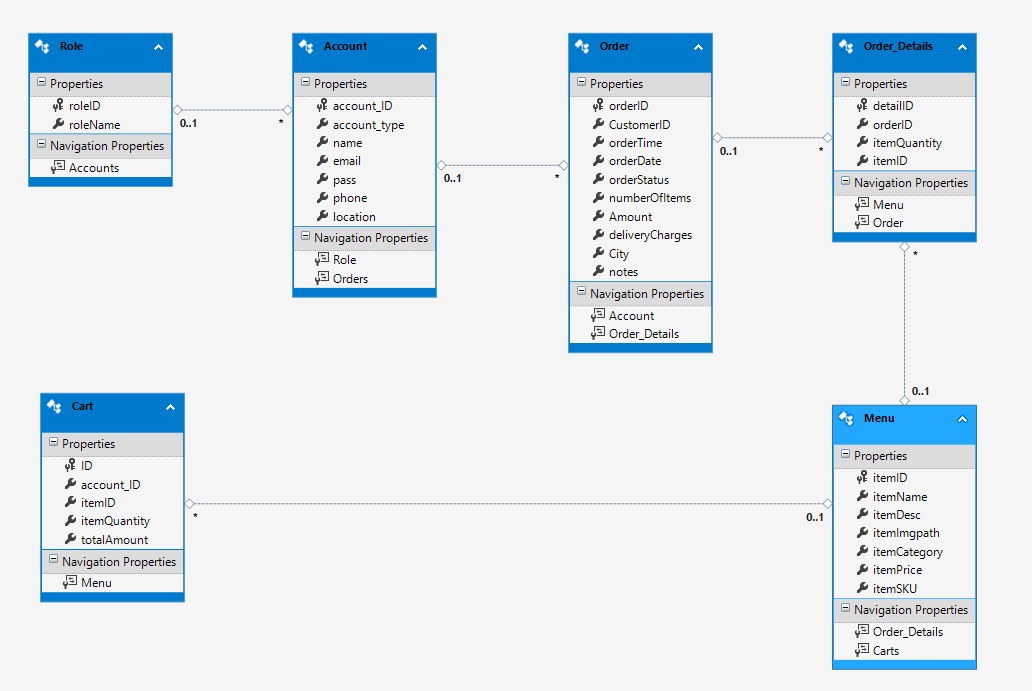 Role
Properties
roleID
roleName
Navigation Properties
Accounts
0..1
*
Account
Properties
account_ID
account_type
name
email
pass
phone
location
Navigation Properties
Role
Orders
0..1
*
Order
Properties
orderID
CustomerID
orderTime
orderDate
orderStatus
numberOfItems
Amount
deliveryCharges
City
notes
Navigation Properties
Account
Order_Details
0..1
*
Order_Details
Properties
detailID
orderID
itemQuantity
itemID
Navigation Properties
Menu
Order
*
0..1
Cart
Properties
ID
account_ID
itemID
itemQuantity
totalAmount
Navigation Properties
Menu
*
0..1
Menu
Properties
itemID
itemName
itemDesc
itemImgpath
itemCategory
itemPrice
itemSKU
Navigation Properties
Order_Details
Carts